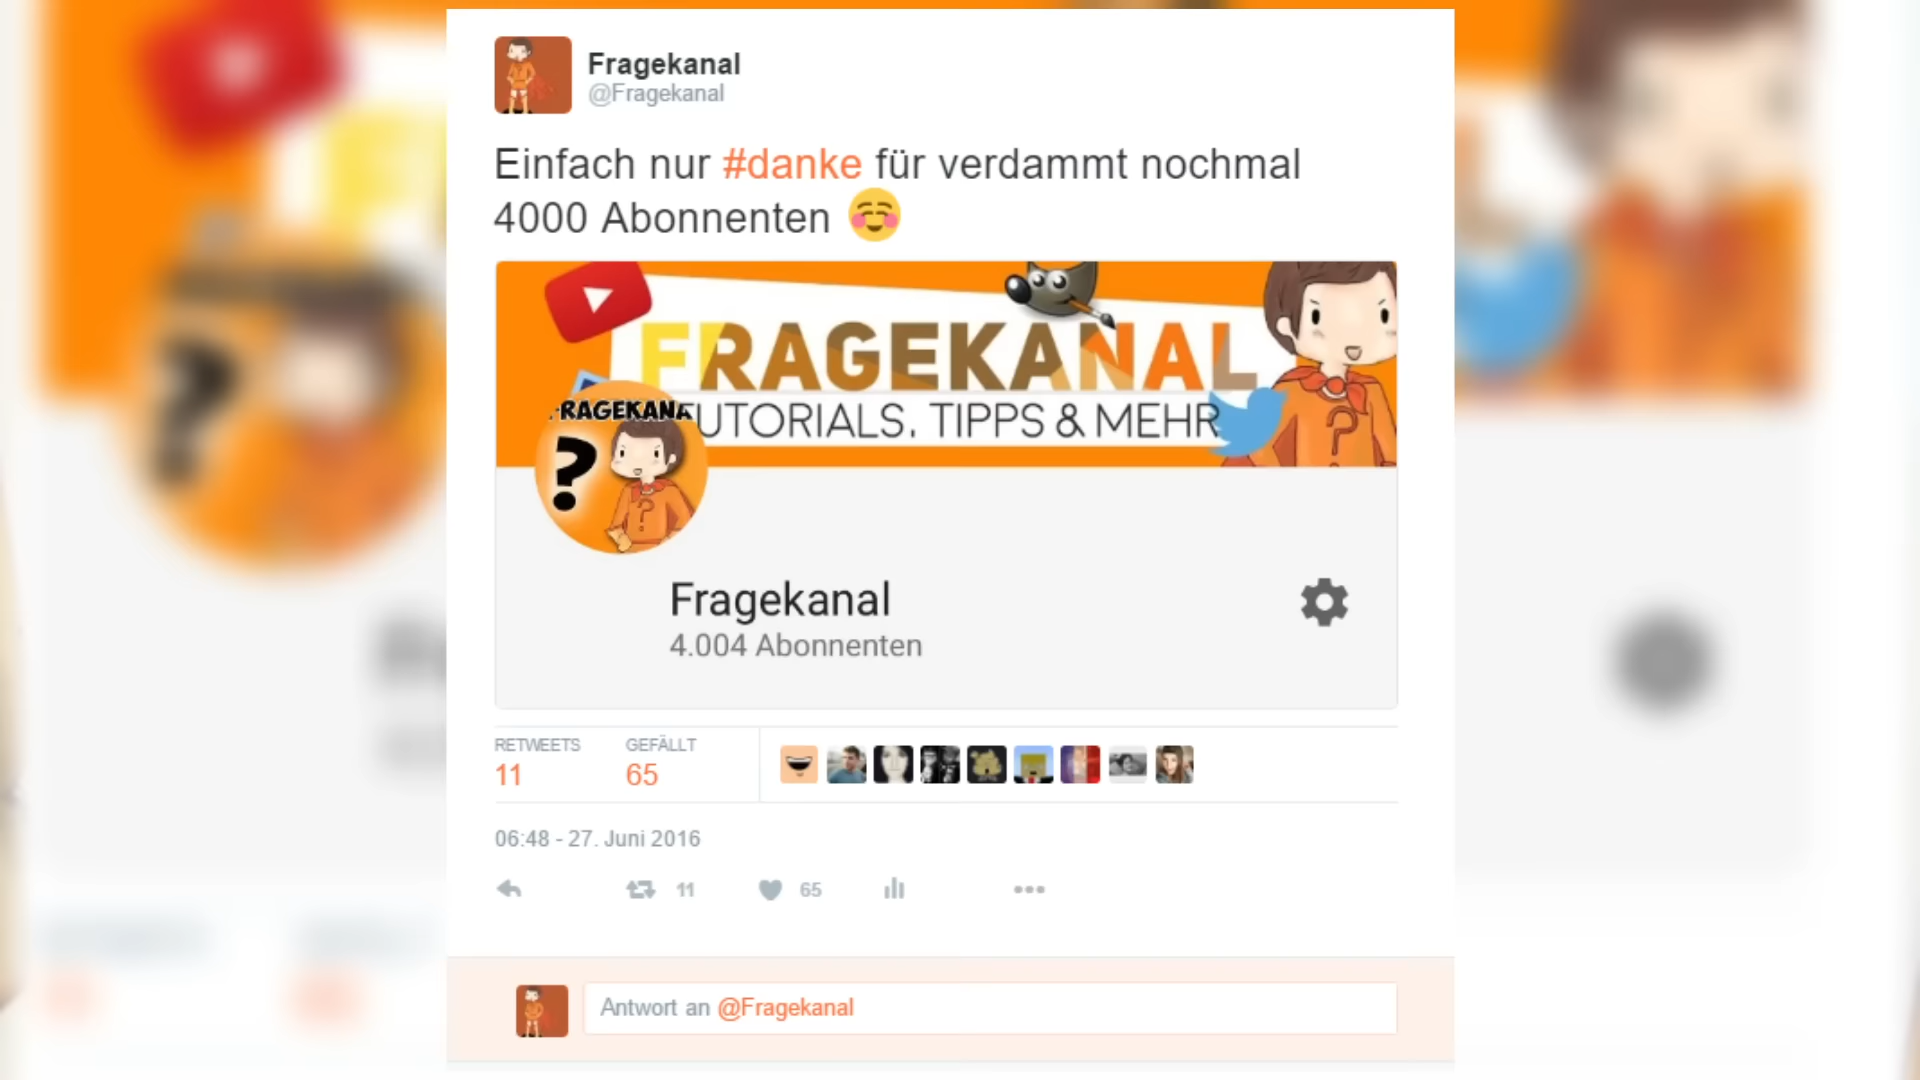 Fragekanal
@Fragekanal
Einfach nur #danke für verdammt nochmal
4000 Abonnenten
FRAGEKANAL
TUTORIALS, TIPPS & MEHR
FRAGEKANA
?
?
?
Fragekanal
4.004 Abonnenten
RETWEETS GEFÄLLT
11 65
06:48 - 27. Juni 2016
11 65
Antwort an @Fragekanal